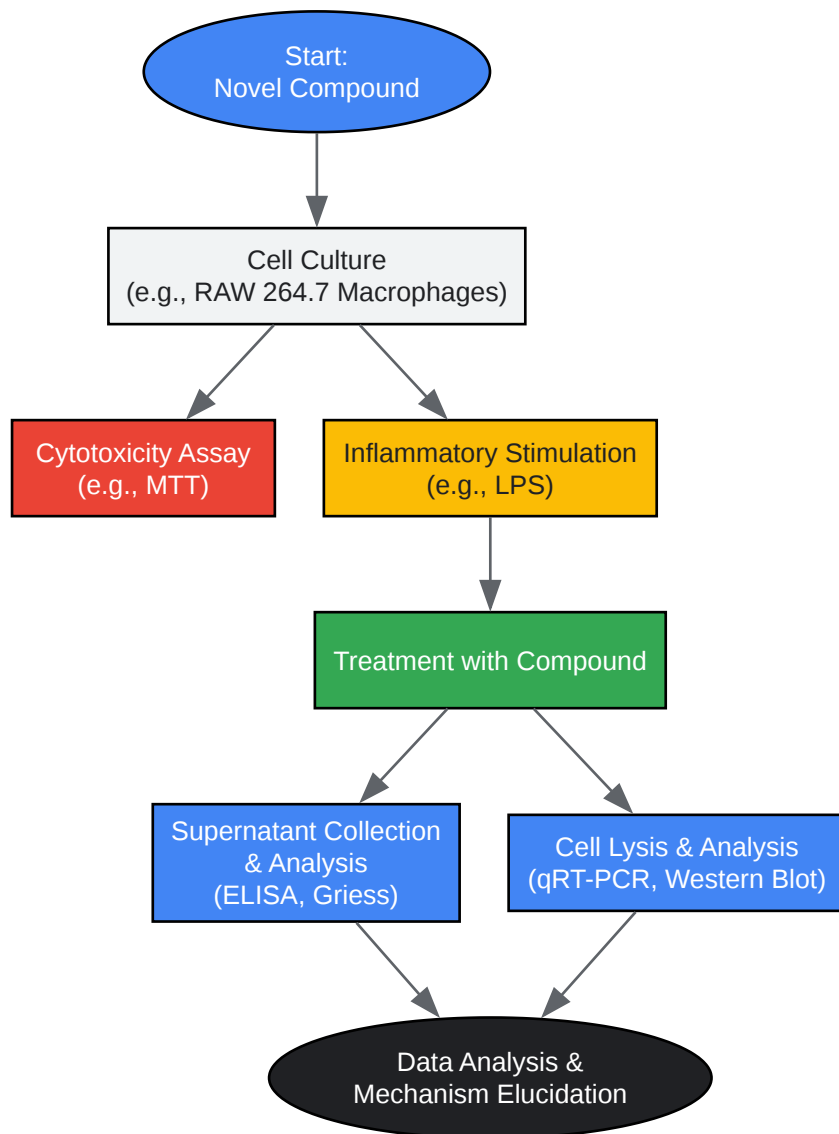 Start:
Novel Compound
Cell Culture
(e.g., RAW 264.7 Macrophages)
Cytotoxicity Assay
(e.g., MTT)
Inflammatory Stimulation
(e.g., LPS)
Treatment with Compound
Supernatant Collection
& Analysis
(ELISA, Griess)
Cell Lysis & Analysis
(qRT-PCR, Western Blot)
Data Analysis &
Mechanism Elucidation